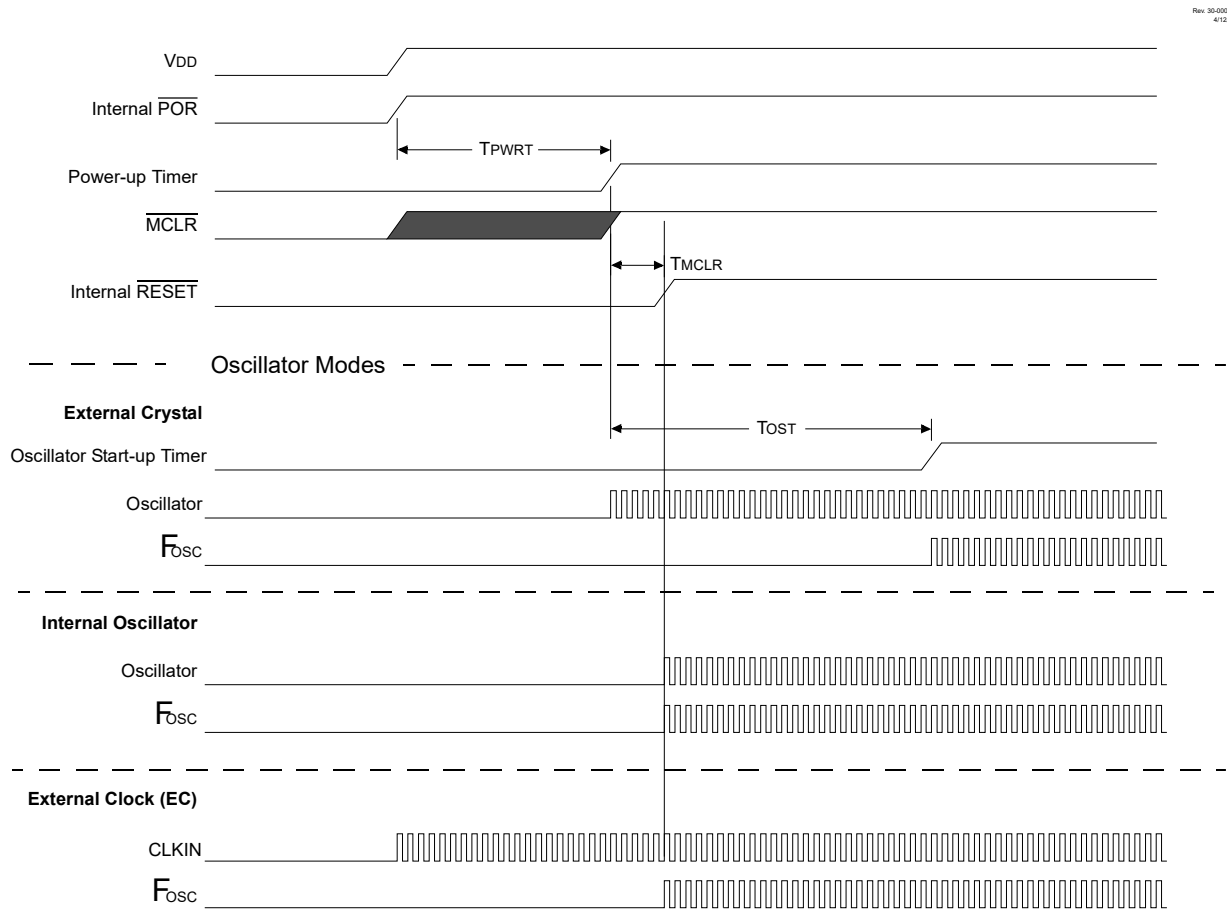 Rev. 30-000
4/12
VDD
Internal POR
TPWRT
Power-up Timer
MCLR
TMCLR
Internal RESET
Oscillator Modes
External Crystal
TOST
Oscillator Start-up Timer
Oscillator
FOSC
Internal Oscillator
Oscillator
FOSC
External Clock (EC)
CLKIN
FOSC